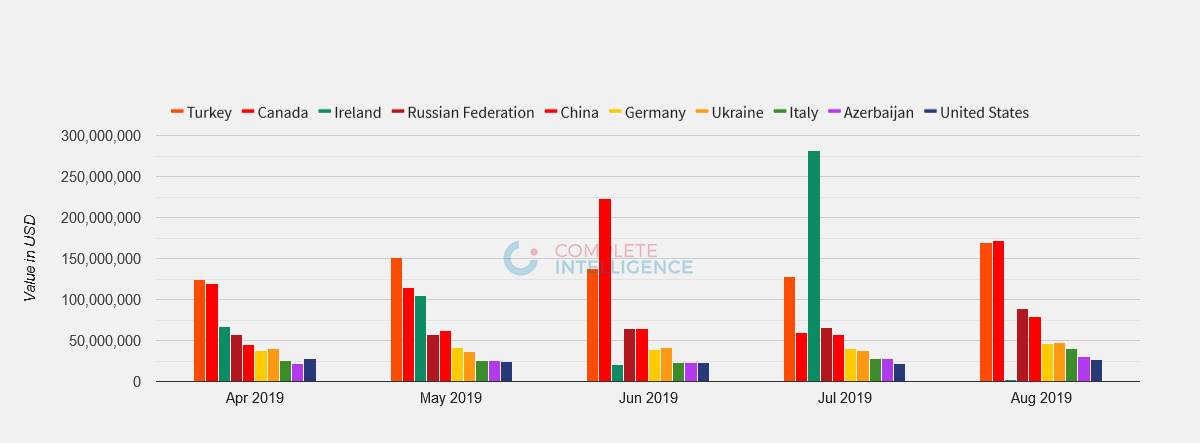 Turkey Canada Ireland Russian Federation China Germany Ukraine Italy Azerbaijan United States
300,000,000
250,000,000
200,000,000
150,000,000
100,000,000
50,000,000
0
Value in USD
COMPLETE
INTELLIGENCE
Apr 2019 May 2019 Jun 2019 Jul 2019 Aug 2019